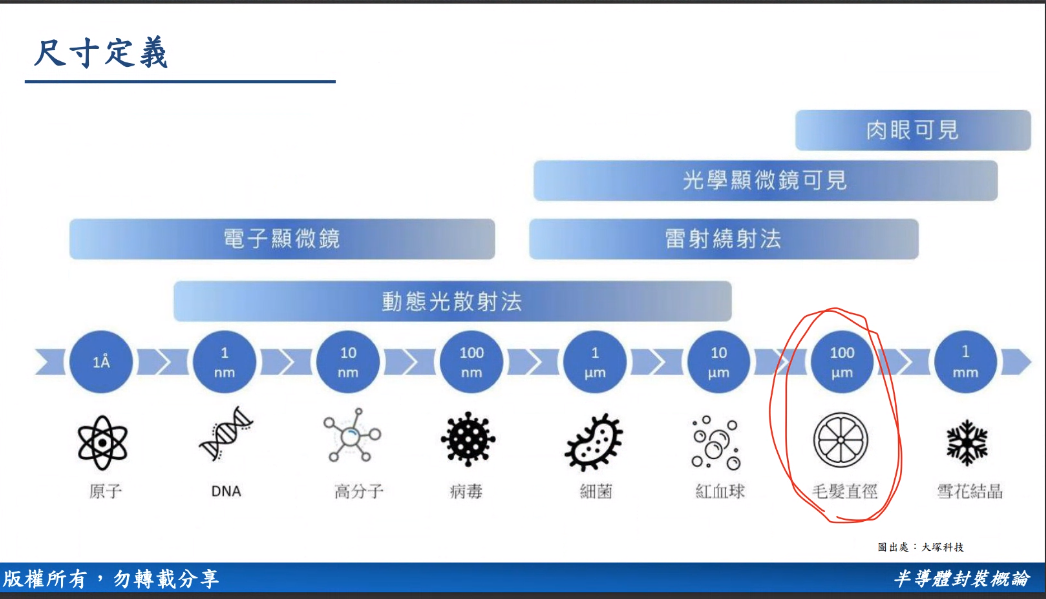 尺寸定義
肉眼可見
光學顯微鏡可見
電子顯微鏡
雷射繞射法
動態光散射法
1Å
1
nm
10
nm
100
nm
1
μm
10
μm
100
μm
1
mm
原子
DNA
高分子
病毒
細菌
紅血球
毛髮直徑
雪花結晶
圖出處：大塚科技
版權所有，勿轉載分享
半導體封裝概論